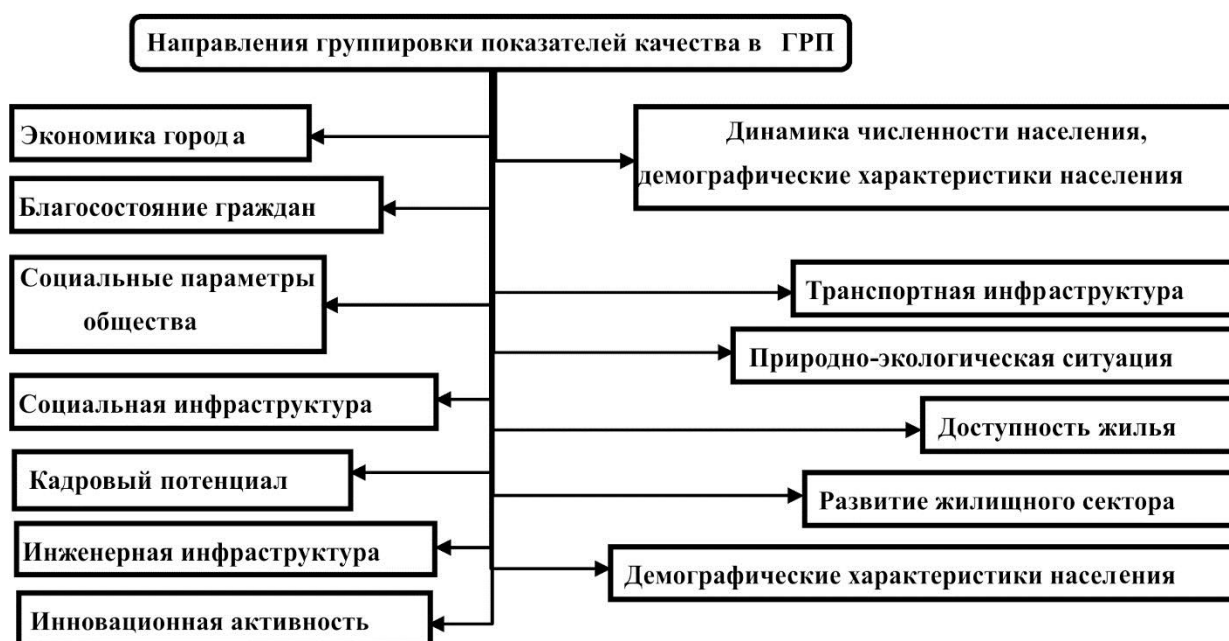 Направления группировки показателей качества в ГРП
Экономика города
Благосостояние граждан
Социальные параметры
общества
Социальная инфраструктура
Кадровый потенциал
Инженерная инфраструктура
Инновационная активность
Динамика численности населения,
демографические характеристики населения
Транспортная инфраструктура
Природно-экологическая ситуация
Доступность жилья
Развитие жилищного сектора
Демографические характеристики населения